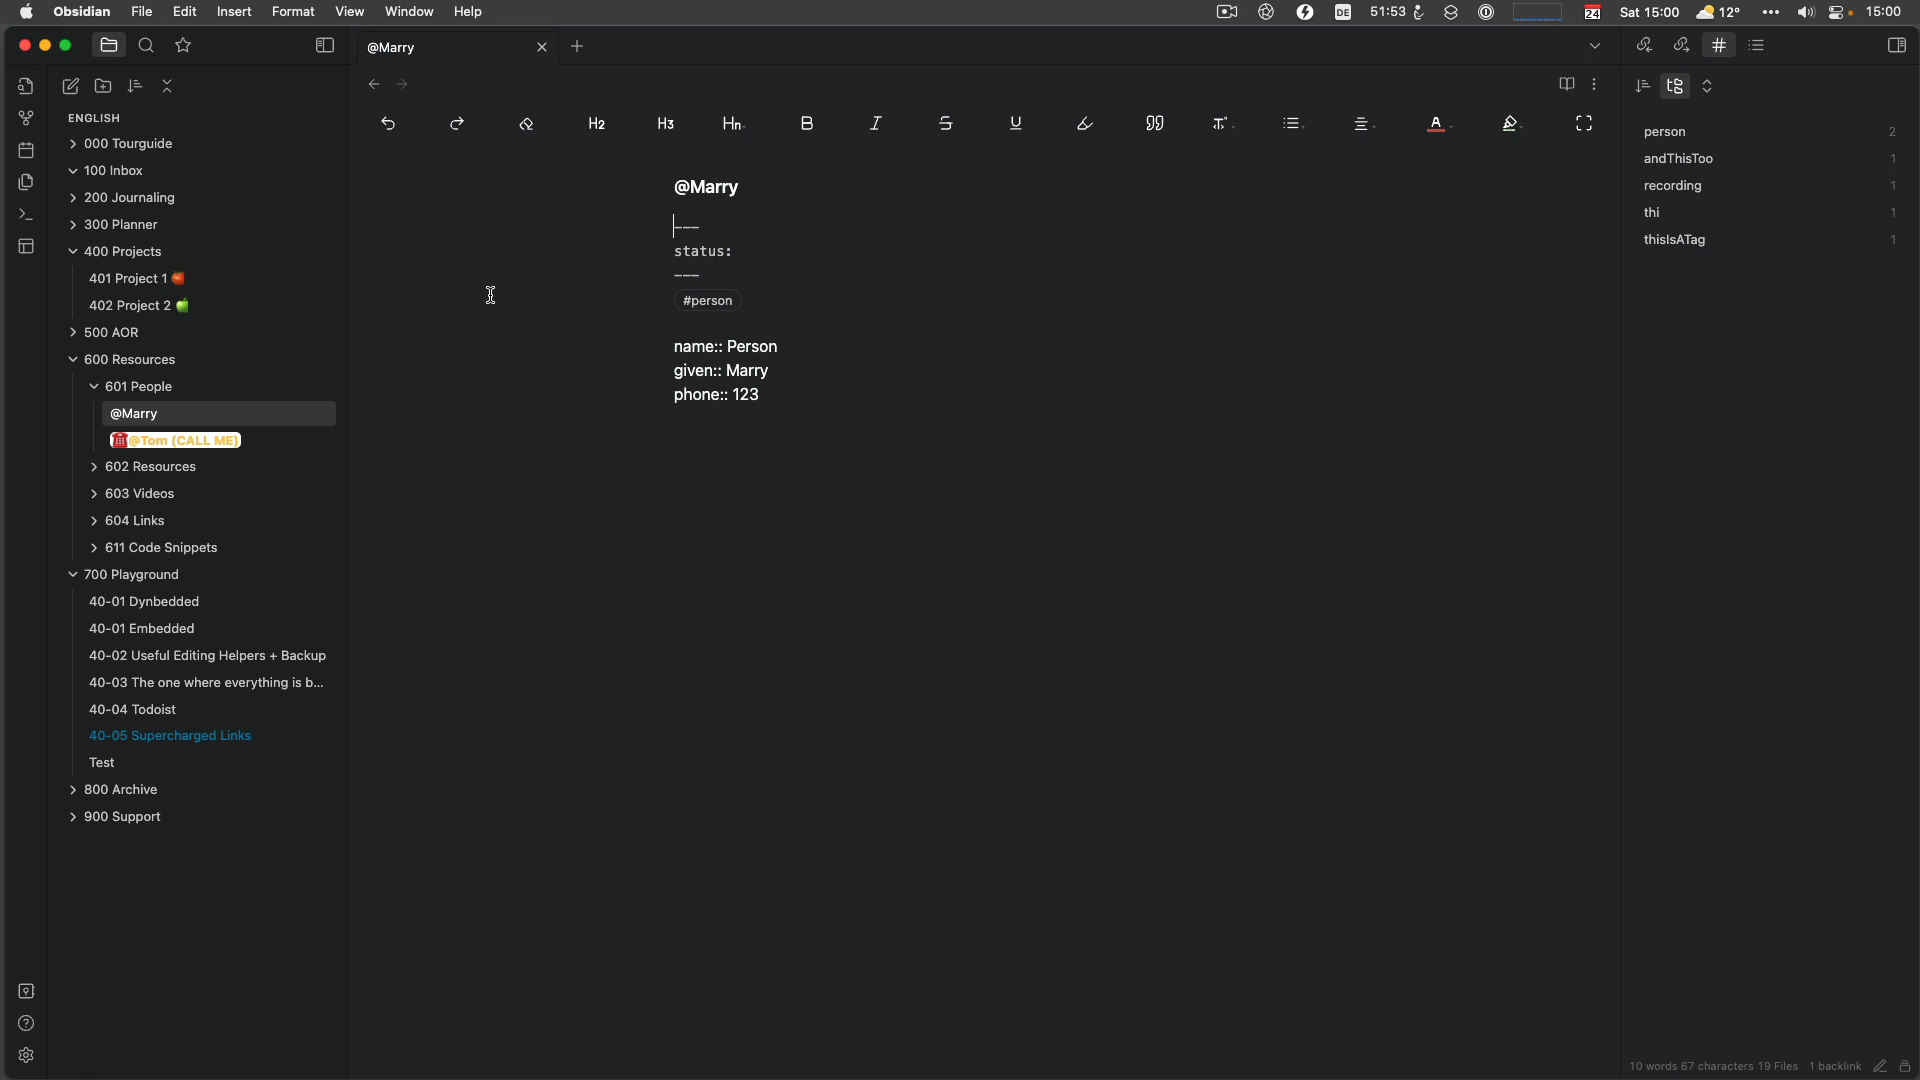 Obsidian File Edit Insert Format View Window Help
DE 51:53 24 Sat 15:00 12° 15:00
@Marry
ENGLISH
000 Tourguide
100 Inbox
200 Journaling
300 Planner
400 Projects
401 Project 1
402 Project 2
500 AOR
600 Resources
601 People
@Marry
@Tom (CALL ME)
602 Resources
603 Videos
604 Links
611 Code Snippets
700 Playground
40-01 Dynbedded
40-01 Embedded
40-02 Useful Editing Helpers + Backup
40-03 The one where everything is b...
40-04 Todoist
40-05 Supercharged Links
Test
800 Archive
900 Support
H2 H3 Hn B I S U A
@Marry
---
status:
---
#person
name:: Person
given:: Marry
phone:: 123
person 2
andThisToo 1
recording 1
thi 1
thisIsATag 1
10 words 67 characters 19 Files 1 backlink